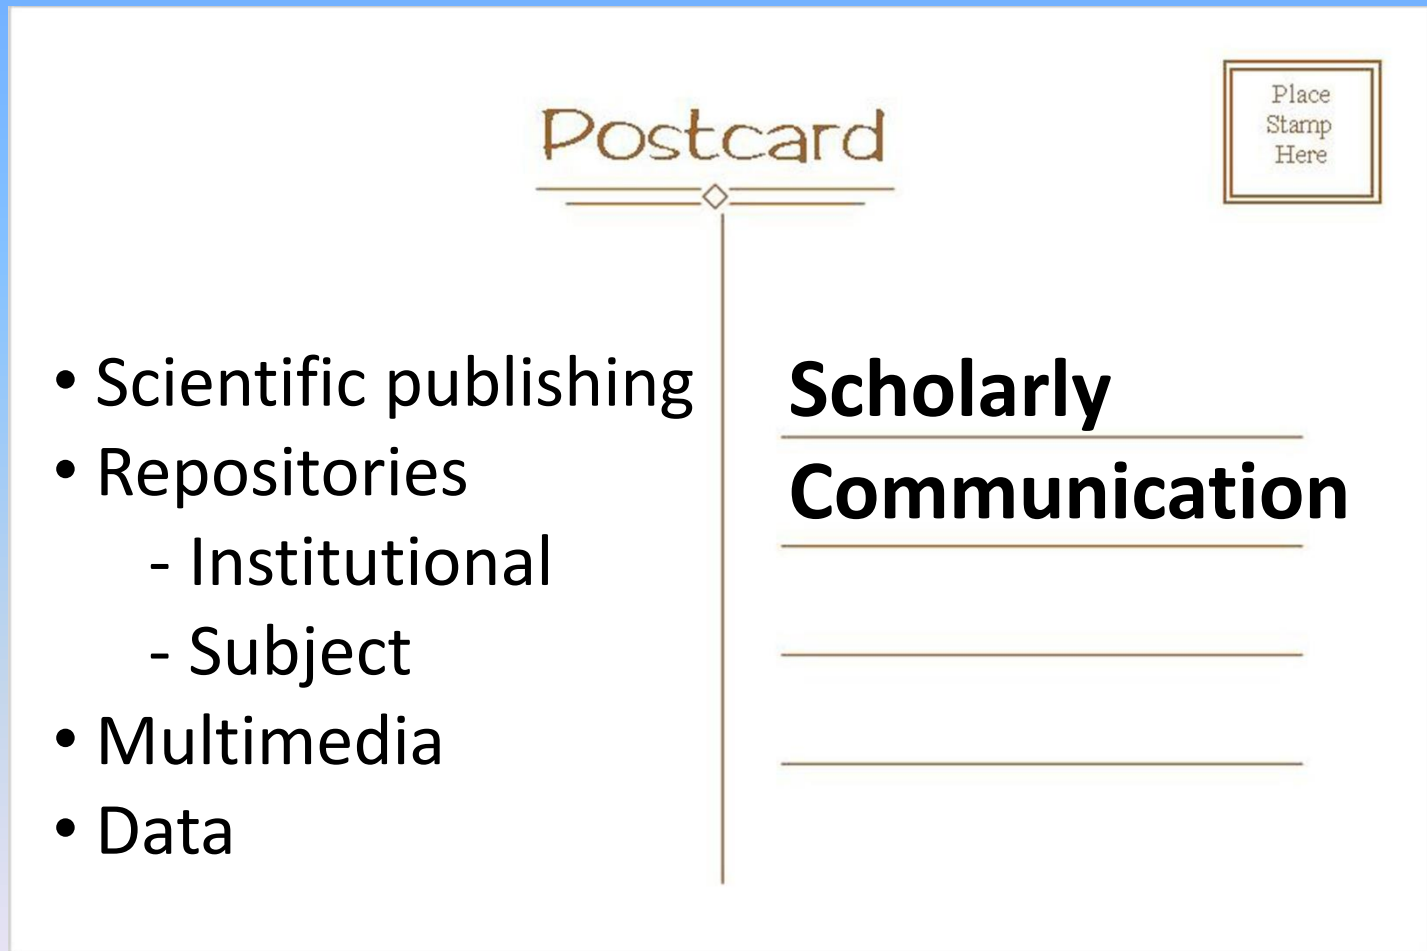 Postcard
Place
Stamp
Here
• Scientific publishing
• Repositories
- Institutional
- Subject
• Multimedia
• Data
Scholarly
Communication